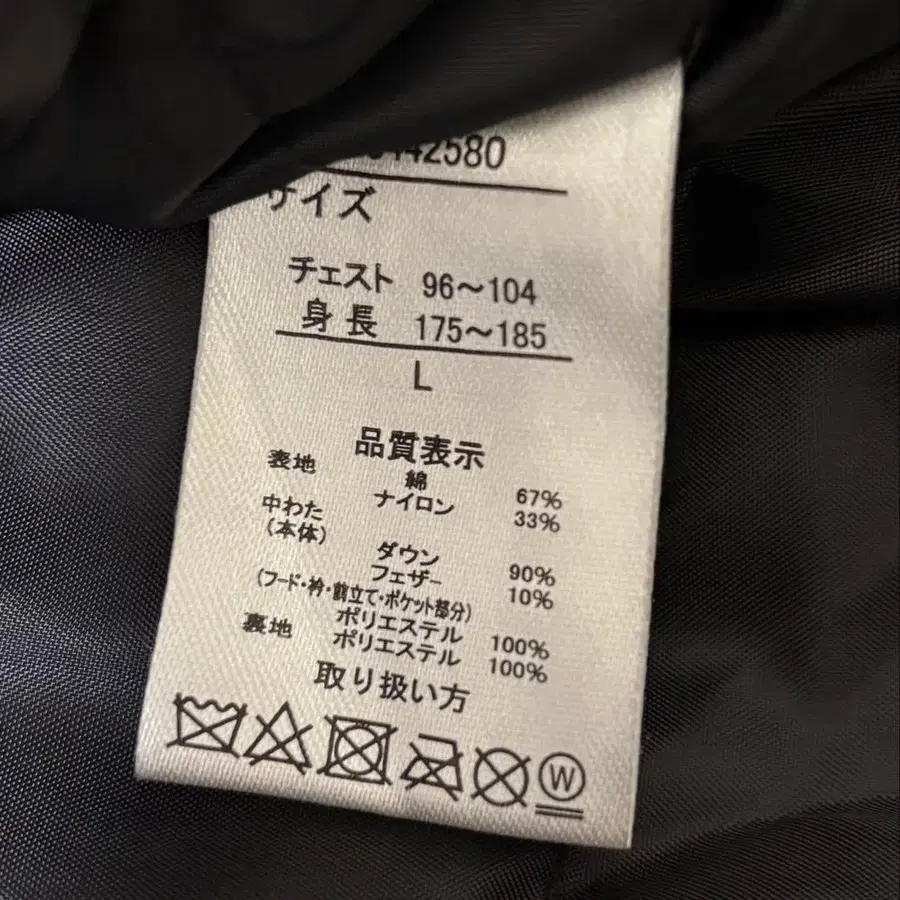 442580
サイズ
チェスト 96～104
身長 175～185
L
品質表示
表地 綿 67%
ナイロン 33%
中わた
(本体) ダウン 90%
フェザー 10%
(フード・衿・前立て・ポケット部分)
ポリエステル 100%
裏地 ポリエステル 100%
取り扱い方
W